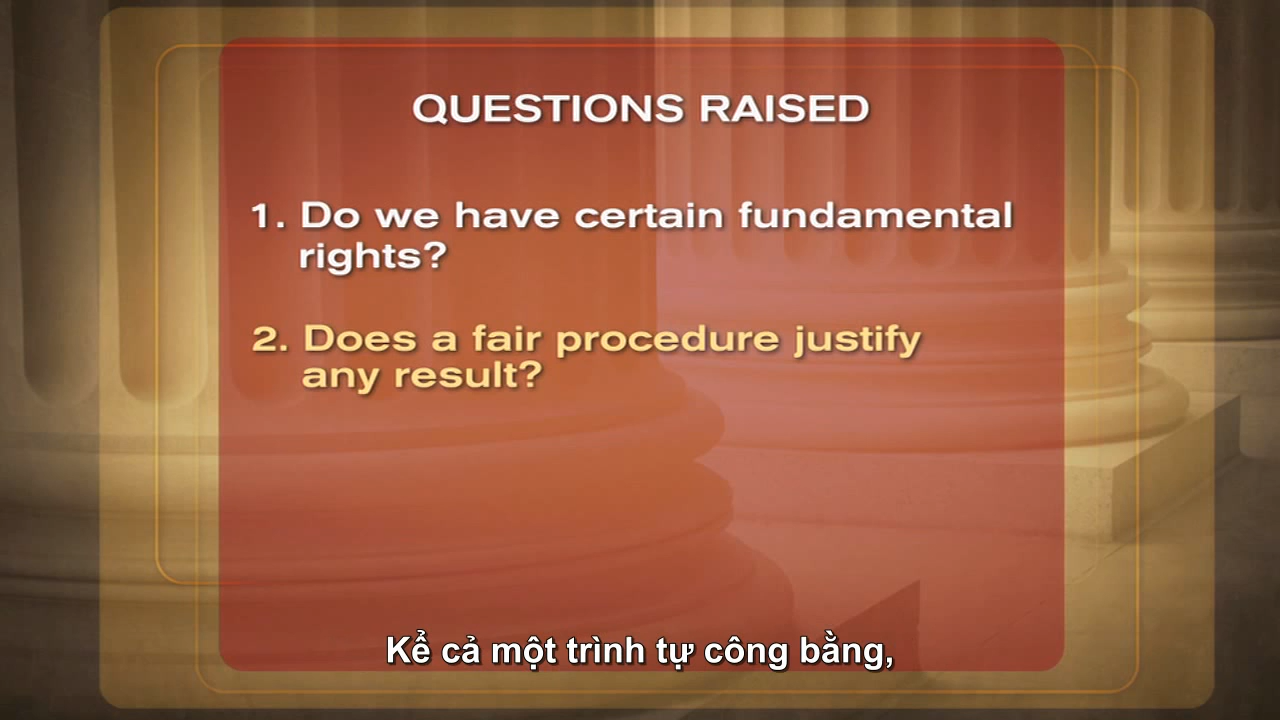 QUESTIONS RAISED
1. Do we have certain fundamental
rights?
2. Does a fair procedure justify
any result?
Kể cả một trình tự công bằng,